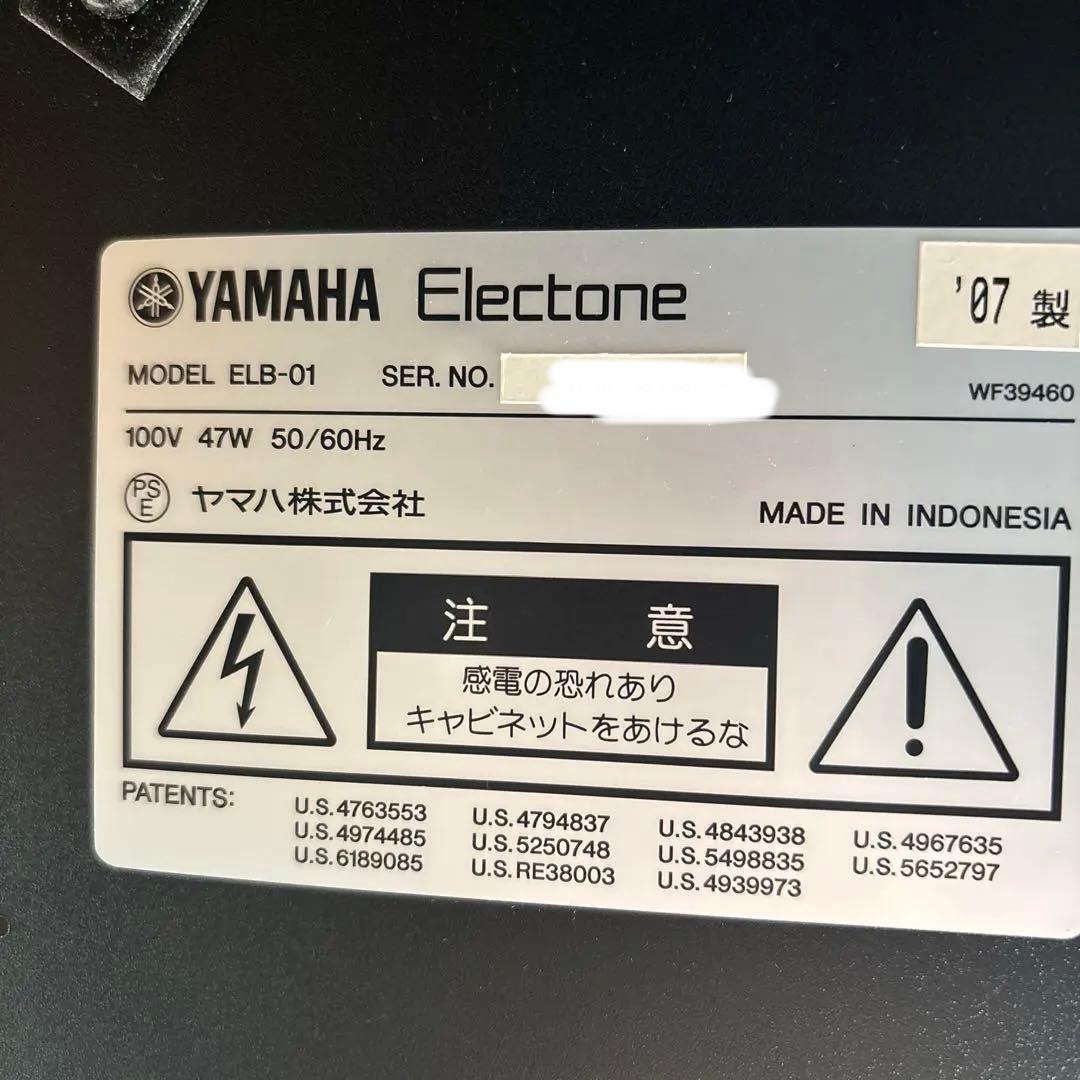 YAMAHA Electone
'07 製
MODEL ELB-01 SER. NO.
WF39460
100V 47W 50/60Hz
PSE ヤマハ株式会社
MADE IN INDONESIA
注意
感電の恐れあり
キャビネットをあけるな
PATENTS:
U.S.4763553 U.S.4794837 U.S.4843938 U.S.4967635
U.S.4974485 U.S.5250748 U.S.5498835 U.S.5652797
U.S.6189085 U.S.RE38003 U.S.4939973